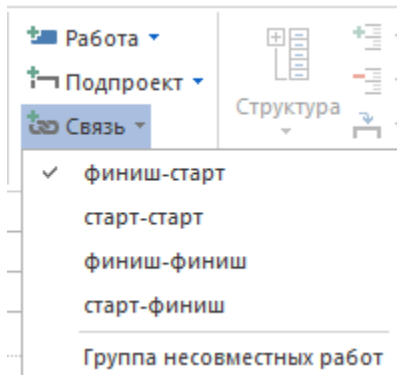 Работа
Подпроект
Структура
Связь
финиш-старт
старт-старт
финиш-финиш
старт-финиш
Группа несовместных работ